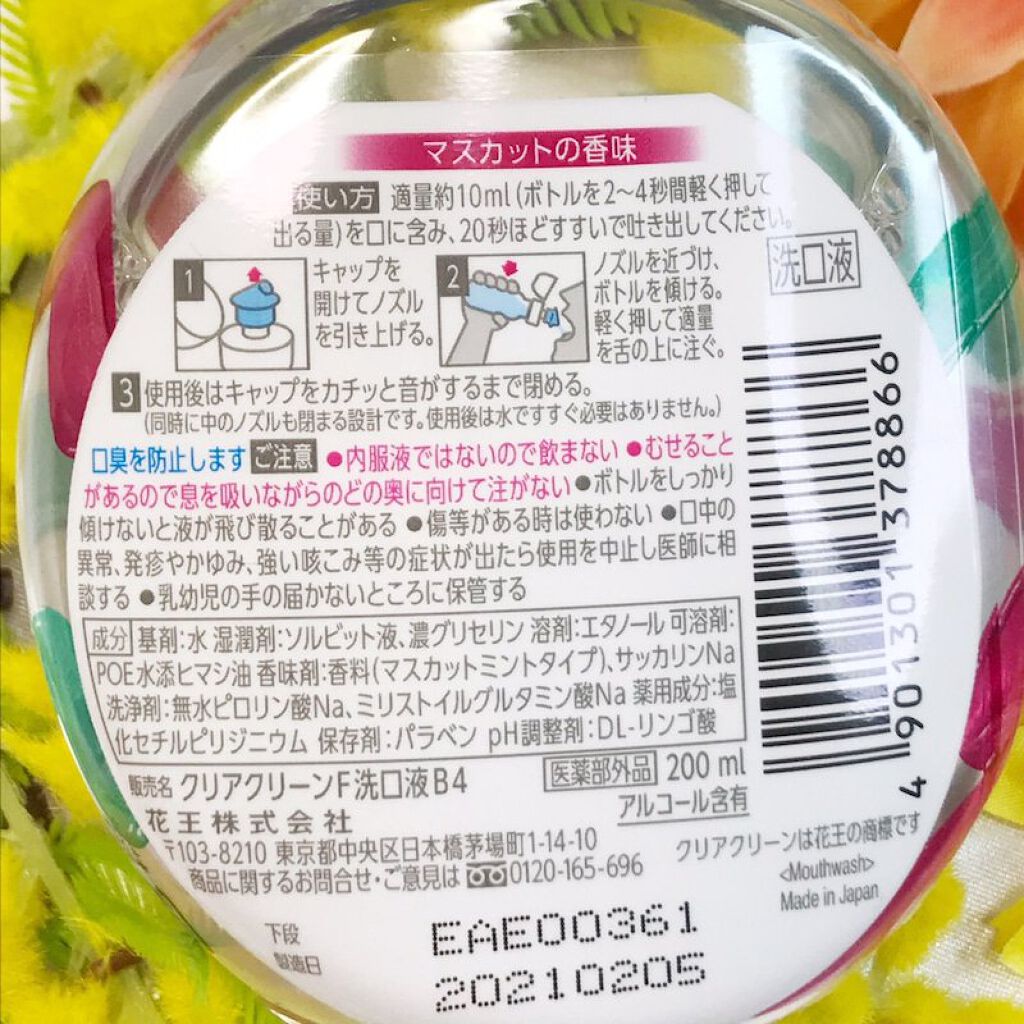 マスカットの香味
使い方 適量約10ml(ボトルを2〜4秒間軽く押して
出る量)を口に含み、20秒ほどすすいで吐き出してください。
洗口液
1
キャップを
開けてノズル
を引き上げる。
2
ノズルを近づけ、
ボトルを傾ける。
軽く押して適量
を舌の上に注ぐ。
3 使用後はキャップをカチッと音がするまで閉める。
(同時に中のノズルも閉まる設計です。使用後は水ですすぐ必要はありません。)
口臭を防止します ご注意 ●内服液ではないので飲まない ●むせること
があるので息を吸いながらのどの奥に向けて注がない ●ボトルをしっかり
傾けないと液が飛び散ることがある ●傷等がある時は使わない ●口中の
異常、発疹やかゆみ、強い咳こみ等の症状が出たら使用を中止し医師に相
談する ●乳幼児の手の届かないところに保管する
成分 基剤:水 湿潤剤:ソルビット液、濃グリセリン 溶剤:エタノール 可溶剤:
POE水添ヒマシ油 香味剤:香料(マスカットミントタイプ)、サッカリンNa
洗浄剤:無水ピロリン酸Na、ミリストイルグルタミン酸Na 薬用成分:塩
化セチルピリジニウム 保存剤:パラベン pH調整剤:DL-リンゴ酸
4 901301 378866
販売名 クリアクリーンF洗口液B4
医薬部外品 200 ml
アルコール含有
花王株式会社
〒103-8210 東京都中央区日本橋茅場町1-14-10
商品に関するお問合せ・ご意見は 0120-165-696
クリアクリーンは花王の商標です
<Mouthwash>
Made in Japan
下段
製造日
EAE00361
20210205